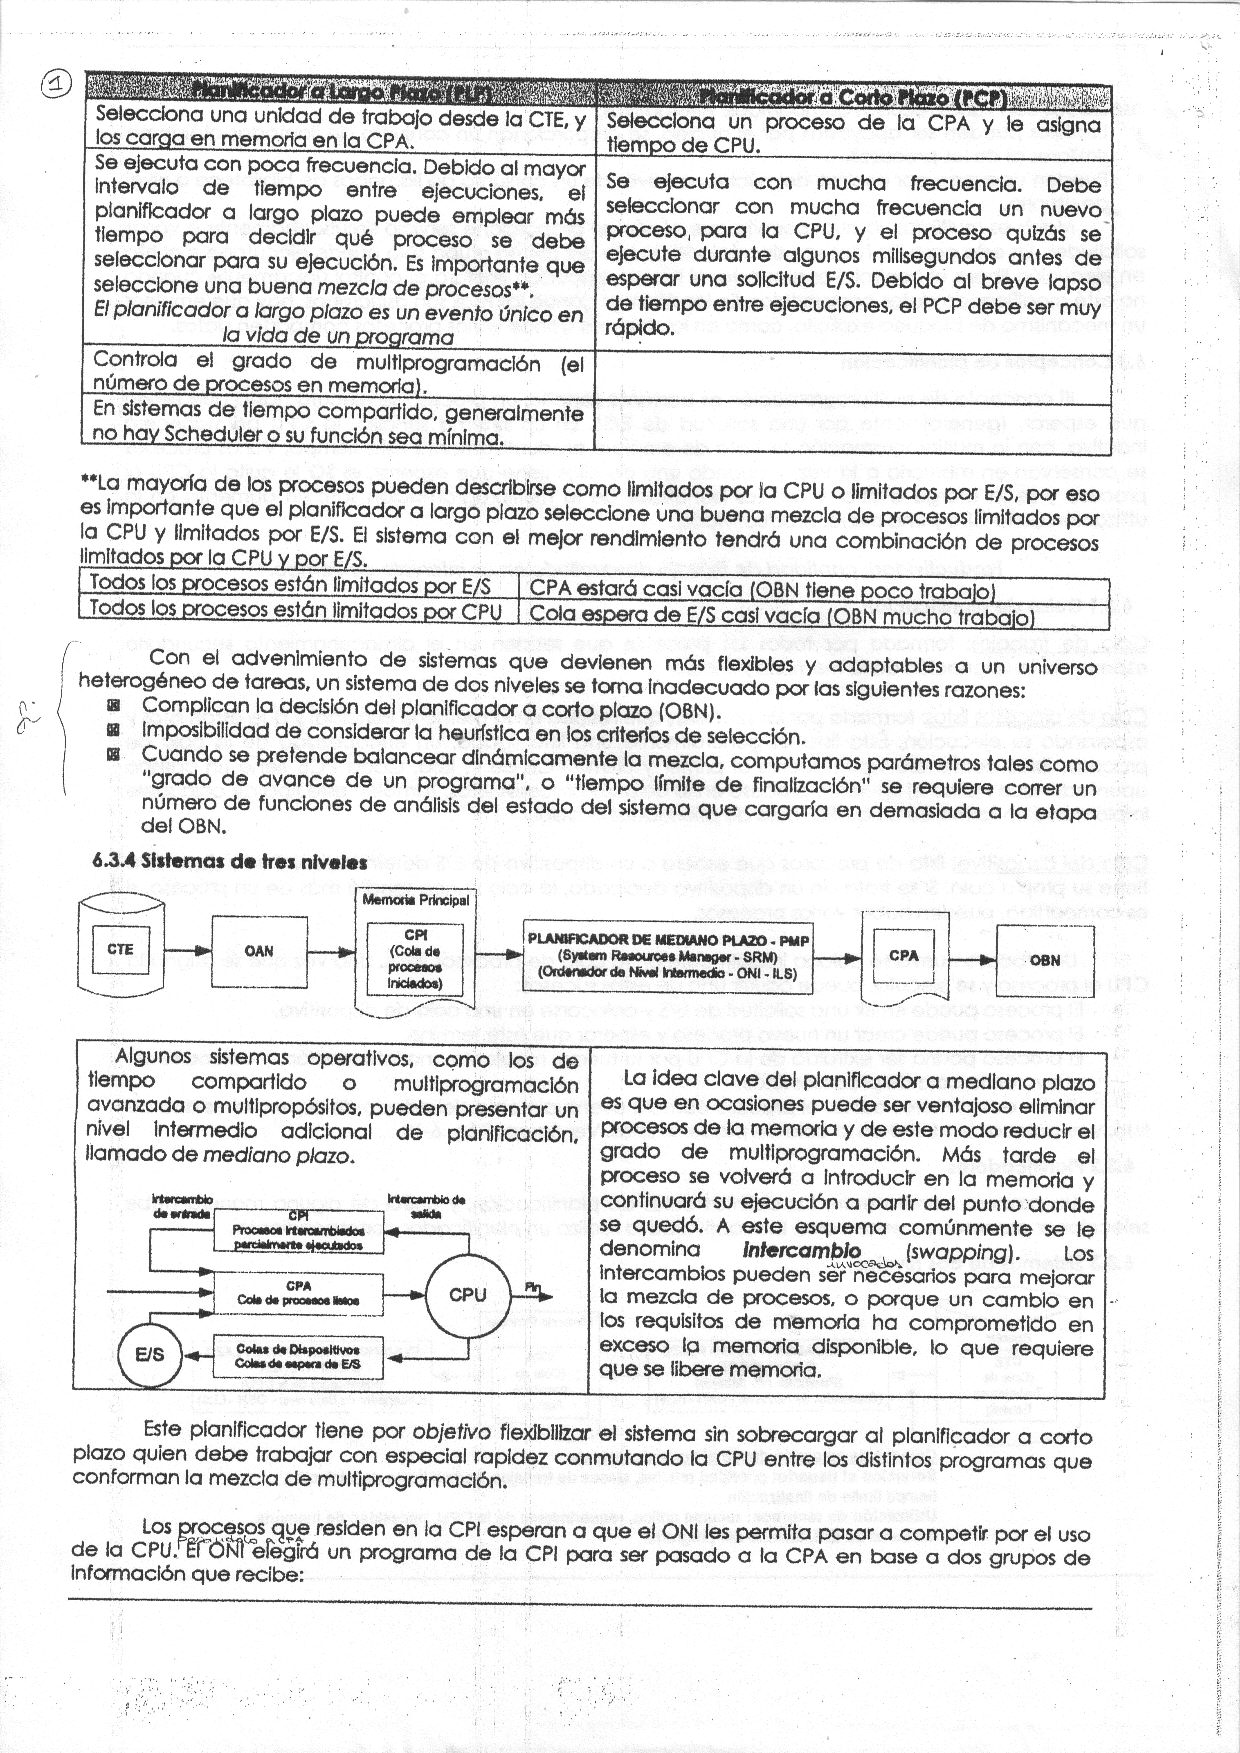 1
Planificador a Largo Plazo (PLP)
Planificador a Corto Plazo (PCP)
Selecciona una unidad de trabajo desde la CTE, y
los carga en memoria en la CPA.
Selecciona un proceso de la CPA y le asigna
tiempo de CPU.
Se ejecuta con poca frecuencia. Debido al mayor
intervalo de tiempo entre ejecuciones, el
planificador a largo plazo puede emplear más
tiempo para decidir qué proceso se debe
seleccionar para su ejecución. Es importante que
seleccione una buena mezcla de procesos**.
El planificador a largo plazo es un evento único en
la vida de un programa
Se ejecuta con mucha frecuencia. Debe
seleccionar con mucha frecuencia un nuevo
proceso, para la CPU, y el proceso quizás se
ejecute durante algunos milisegundos antes de
esperar una solicitud E/S. Debido al breve lapso
de tiempo entre ejecuciones, el PCP debe ser muy
rápido.
Controla el grado de multiprogramación (el
número de procesos en memoria).
En sistemas de tiempo compartido, generalmente
no hay Scheduler o su función sea mínima.
**La mayoría de los procesos pueden describirse como limitados por la CPU o limitados por E/S, por eso
es importante que el planificador a largo plazo seleccione una buena mezcla de procesos limitados por
la CPU y limitados por E/S. El sistema con el mejor rendimiento tendrá una combinación de procesos
limitados por la CPU y por E/S.
Todos los procesos están limitados por E/S
CPA estará casi vacía (OBN tiene poco trabajo)
Todos los procesos están limitados por CPU
Cola espera de E/S casi vacía (OBN mucho trabajo)
Con el advenimiento de sistemas que devienen más flexibles y adaptables a un universo
heterogéneo de tareas, un sistema de dos niveles se torna inadecuado por las siguientes razones:
Complican la decisión del planificador a corto plazo (OBN).
Imposibilidad de considerar la heurística en los criterios de selección.
Cuando se pretende balancear dinámicamente la mezcla, computamos parámetros tales como
"grado de avance de un programa", o "tiempo límite de finalización" se requiere correr un
número de funciones de análisis del estado del sistema que cargaría en demasiada a la etapa
del OBN.
6.3.4 Sistemas de tres niveles
CTE
OAN
Memoria Principal
CPI
(Cola de
procesos
Iniciados)
PLANIFICADOR DE MEDIANO PLAZO - PMP
(System Resources Manager - SRM)
(Ordenador de Nivel Intermedio - ONI - ILS)
CPA
OBN
Algunos sistemas operativos, como los de
tiempo compartido o multiprogramación
avanzada o multipropósitos, pueden presentar un
nivel intermedio adicional de planificación,
llamado de mediano plazo.
Intercambio
de entrada
Intercambio de
salida
CPI
Procesos Intercambiados
parcialmente ejecutados
CPA
Cola de procesos listos
CPU
Fin
E/S
Colas de Dispositivos
Colas de espera de E/S
La idea clave del planificador a mediano plazo
es que en ocasiones puede ser ventajoso eliminar
procesos de la memoria y de este modo reducir el
grado de multiprogramación. Más tarde el
proceso se volverá a introducir en la memoria y
continuará su ejecución a partir del punto donde
se quedó. A este esquema comúnmente se le
denomina Intercambio (swapping). Los
invocados
intercambios pueden ser necesarios para mejorar
la mezcla de procesos, o porque un cambio en
los requisitos de memoria ha comprometido en
exceso la memoria disponible, lo que requiere
que se libere memoria.
Este planificador tiene por objetivo flexibilizar el sistema sin sobrecargar al planificador a corto
plazo quien debe trabajar con especial rapidez conmutando la CPU entre los distintos programas que
conforman la mezcla de multiprogramación.
Los procesos que residen en la CPI esperan a que el ONI les permita pasar a competir por el uso
de la CPU. El ONI elegirá un programa de la CPI para ser pasado a la CPA en base a dos grupos de
información que recibe: